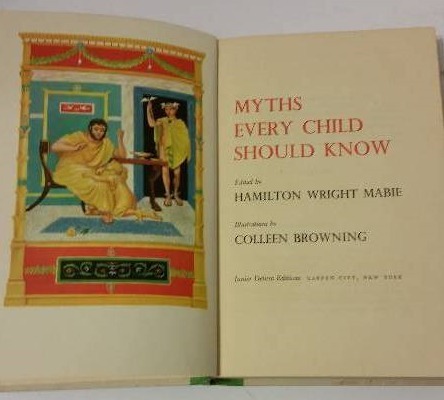 MYTHS
EVERY CHILD
SHOULD KNOW
Edited by
HAMILTON WRIGHT MABIE
Illustrations by
COLLEEN BROWNING
Junior Deluxe Editions GARDEN CITY, NEW YORK